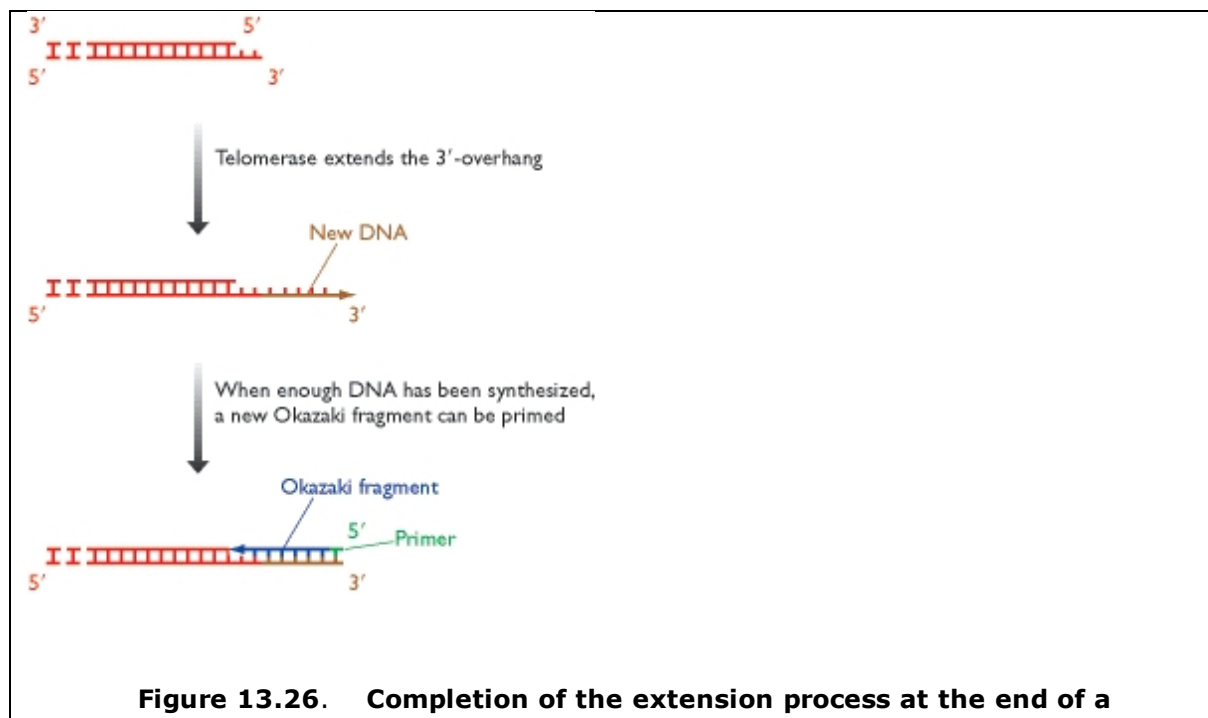 3′ 5′
5′ 3′
Telomerase extends the 3′-overhang
New DNA
5′ 3′
When enough DNA has been synthesized,
a new Okazaki fragment can be primed
Okazaki fragment
5′
Primer
5′ 3′
Figure 13.26. Completion of the extension process at the end of a